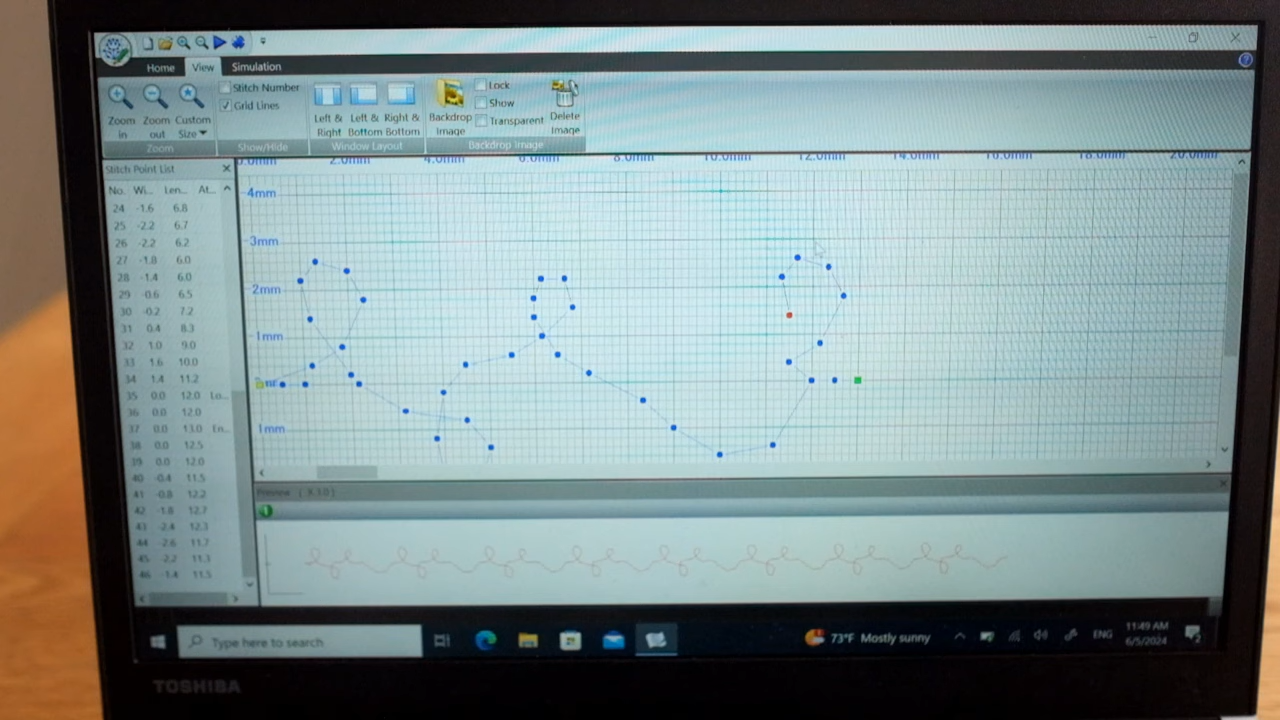 Home View Simulation
Stitch Number
Grid Lines
Lock
Show
Transparent
Zoom in
Zoom out
Custom Size
Left & Right
Left & Bottom
Right & Bottom
Backdrop Image
Delete Image
Zoom Show/Hide Window Layout Backdrop Image
Stitch Point List
No. Wi... Len... At...
24 -1.6 6.8
25 -2.2 6.7
26 -2.2 6.2
27 -1.8 6.0
28 -1.4 6.0
29 -0.6 6.5
30 -0.2 7.2
31 0.4 8.3
32 1.0 9.0
33 1.6 10.0
34 1.4 11.2
35 0.0 12.0 Lo...
36 0.0 12.0
37 0.0 13.0 En...
38 0.0 12.5
39 0.0 12.0
40 -0.4 11.5
41 -0.8 12.2
42 -1.8 12.7
43 -2.4 12.3
44 -2.6 11.7
45 -2.2 11.3
46 -1.4 11.5
0.0mm 2.0mm 4.0mm 6.0mm 8.0mm 10.0mm 12.0mm 14.0mm 16.0mm 18.0mm 20.0mm
4mm
3mm
2mm
1mm
1mm
Preview
Type here to search
73°F Mostly sunny
ENG
11:49 AM
6/5/2024
2
TOSHIBA